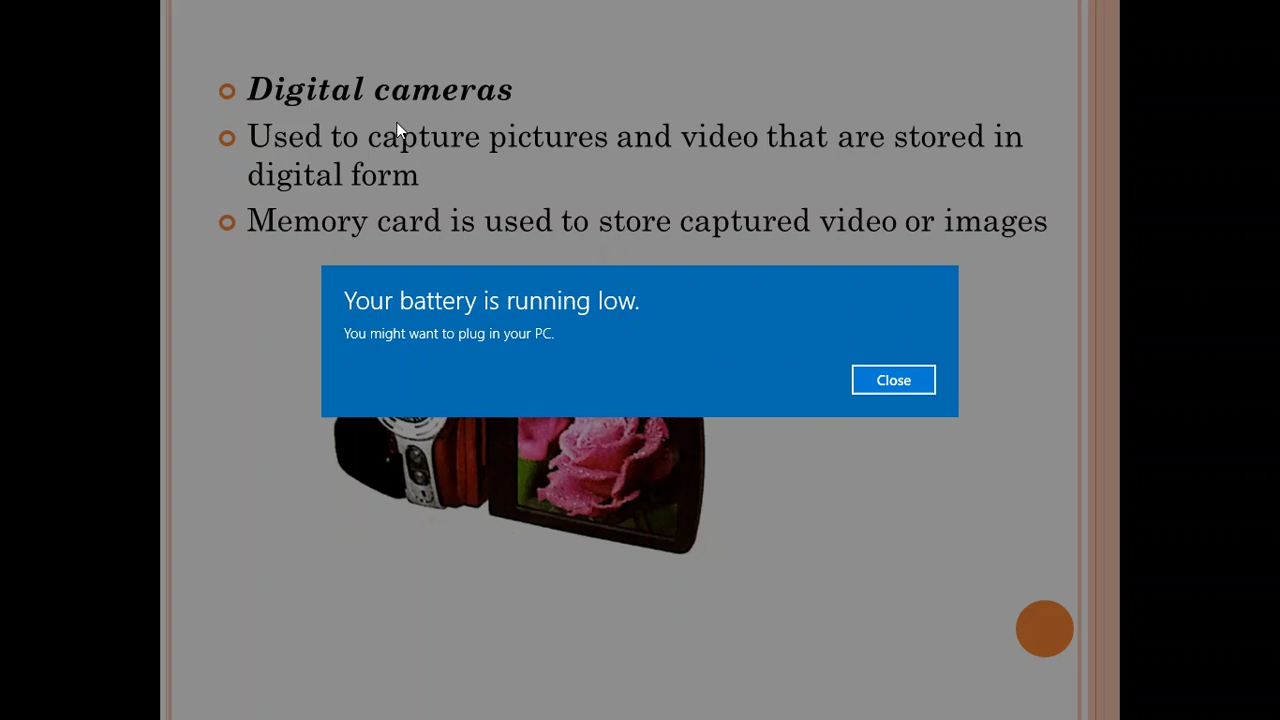 Digital cameras
Used to capture pictures and video that are stored in
digital form
Memory card is used to store captured video or images
Your battery is running low.
You might want to plug in your PC.
Close